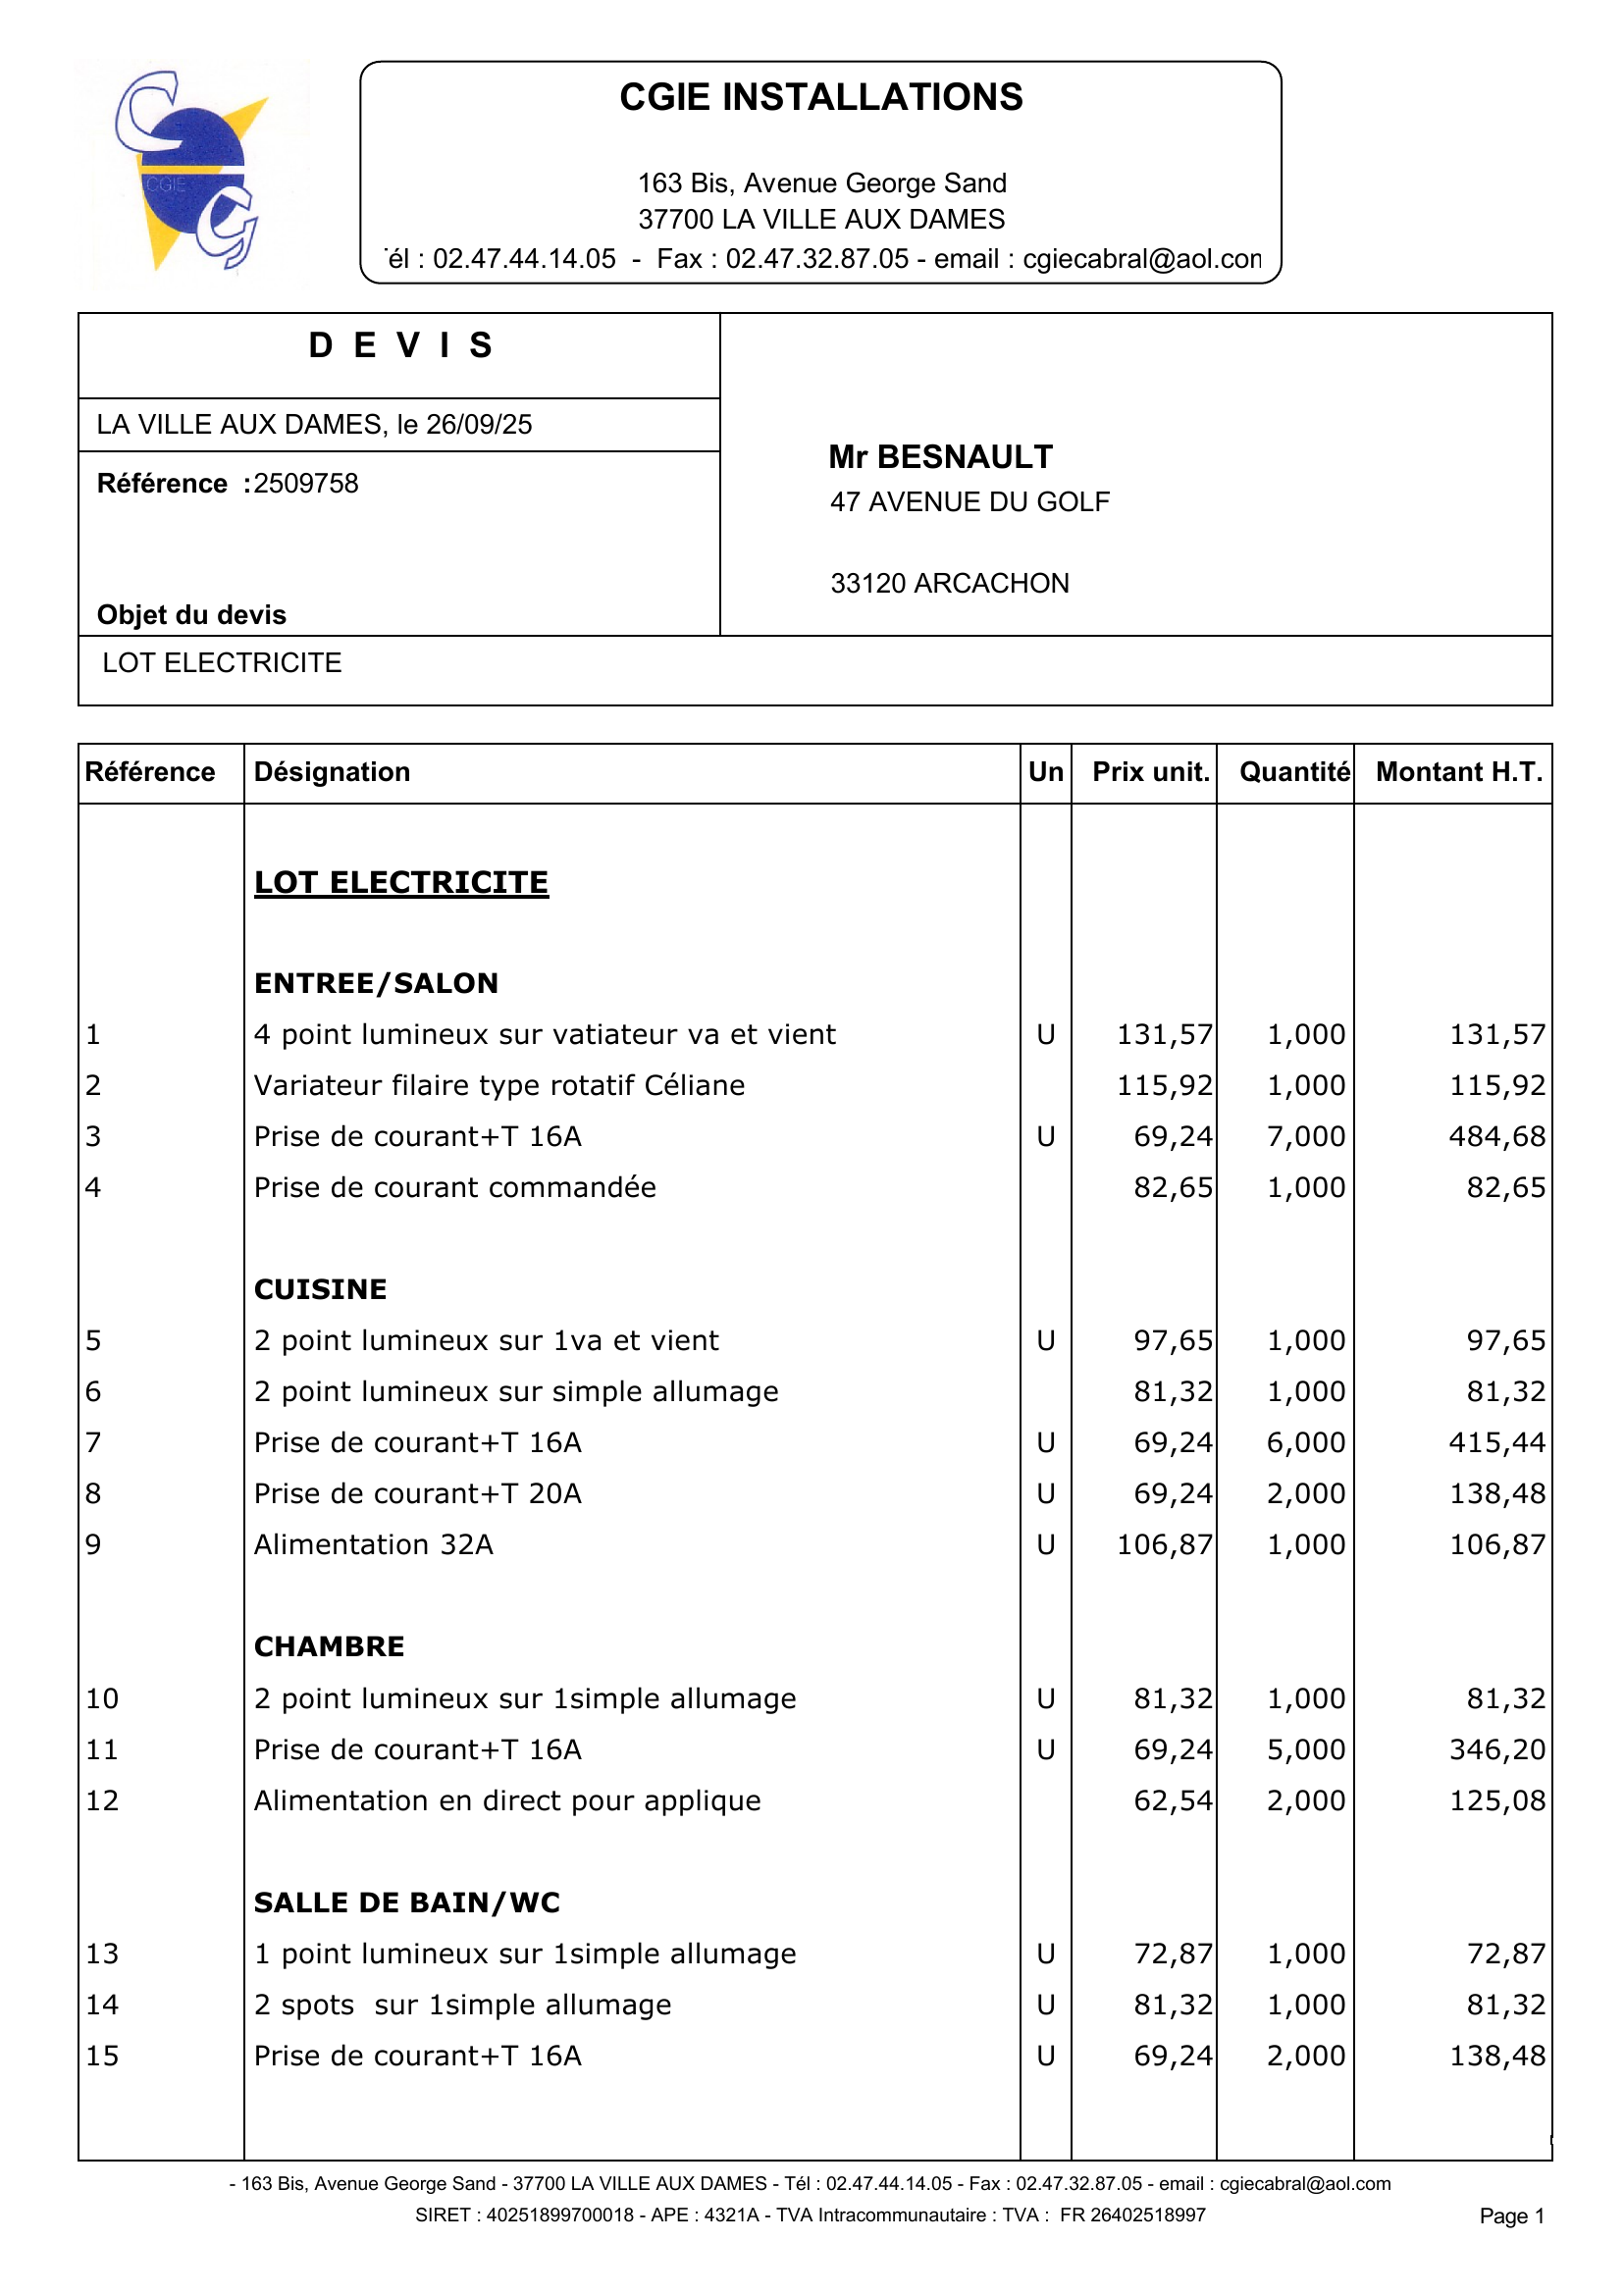 CGIE
CGIE INSTALLATIONS
163 Bis, Avenue George Sand
37700 LA VILLE AUX DAMES
Tél : 02.47.44.14.05 - Fax : 02.47.32.87.05 - email : cgiecabral@aol.com
D E V I S
LA VILLE AUX DAMES, le 26/09/25
Référence :2509758
Mr BESNAULT
47 AVENUE DU GOLF
33120 ARCACHON
Objet du devis
LOT ELECTRICITE
Référence Désignation Un Prix unit. Quantité Montant H.T.
LOT ELECTRICITE
ENTREE/SALON
1 4 point lumineux sur vatiateur va et vient U 131,57 1,000 131,57
2 Variateur filaire type rotatif Céliane 115,92 1,000 115,92
3 Prise de courant+T 16A U 69,24 7,000 484,68
4 Prise de courant commandée 82,65 1,000 82,65
CUISINE
5 2 point lumineux sur 1va et vient U 97,65 1,000 97,65
6 2 point lumineux sur simple allumage 81,32 1,000 81,32
7 Prise de courant+T 16A U 69,24 6,000 415,44
8 Prise de courant+T 20A U 69,24 2,000 138,48
9 Alimentation 32A U 106,87 1,000 106,87
CHAMBRE
10 2 point lumineux sur 1simple allumage U 81,32 1,000 81,32
11 Prise de courant+T 16A U 69,24 5,000 346,20
12 Alimentation en direct pour applique 62,54 2,000 125,08
SALLE DE BAIN/WC
13 1 point lumineux sur 1simple allumage U 72,87 1,000 72,87
14 2 spots sur 1simple allumage U 81,32 1,000 81,32
15 Prise de courant+T 16A U 69,24 2,000 138,48
- 163 Bis, Avenue George Sand - 37700 LA VILLE AUX DAMES - Tél : 02.47.44.14.05 - Fax : 02.47.32.87.05 - email : cgiecabral@aol.com
SIRET : 40251899700018 - APE : 4321A - TVA Intracommunautaire : TVA : FR 26402518997
Page 1